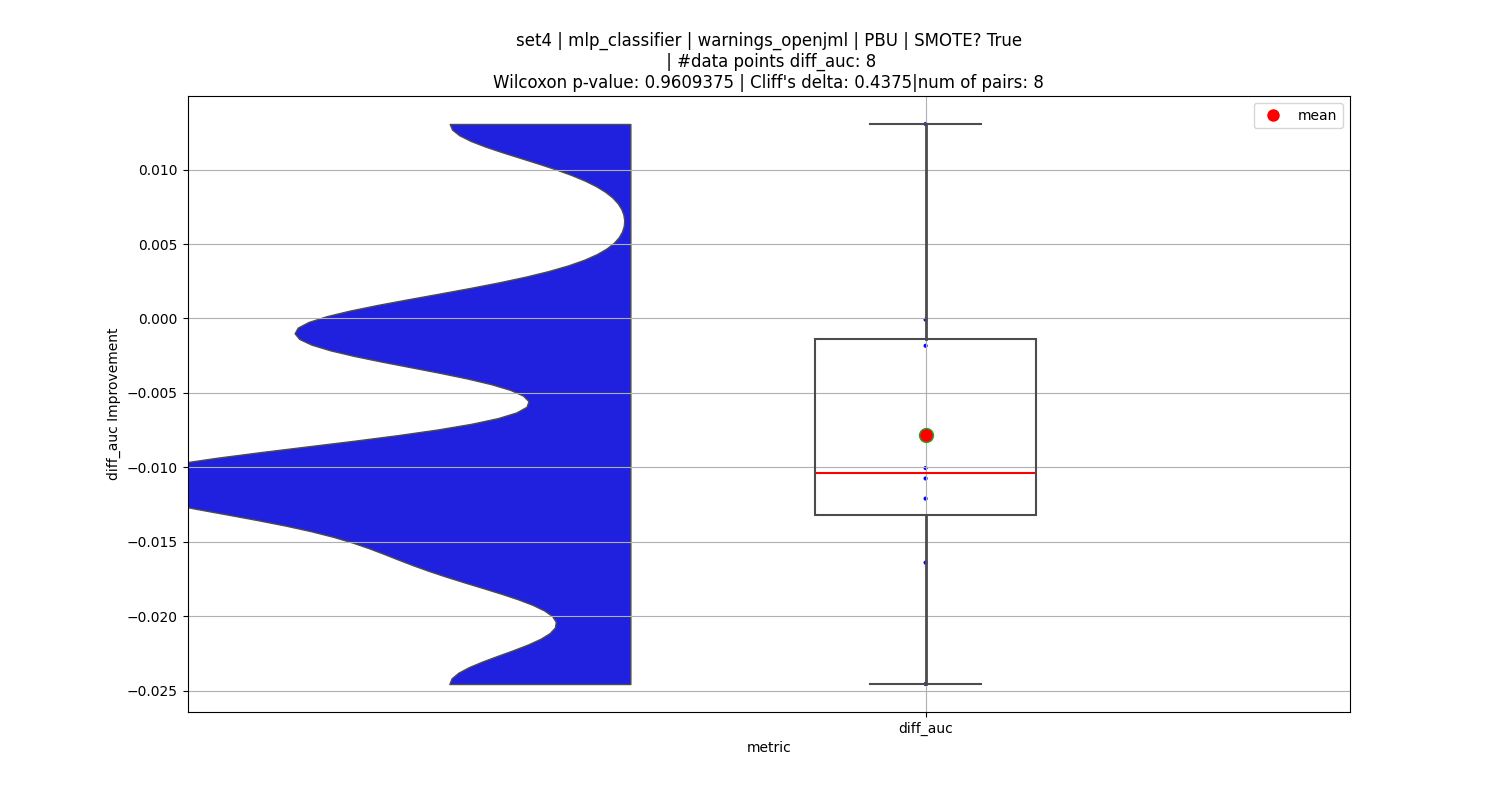 set4 | mlp_classifier | warnings_openjml | PBU | SMOTE? True
| #data points diff_auc: 8
Wilcoxon p-value: 0.9609375 | Cliff's delta: 0.4375|num of pairs: 8
mean
0.010
0.005
0.000
−0.005
−0.010
−0.015
−0.020
−0.025
diff_auc Improvement
diff_auc
metric